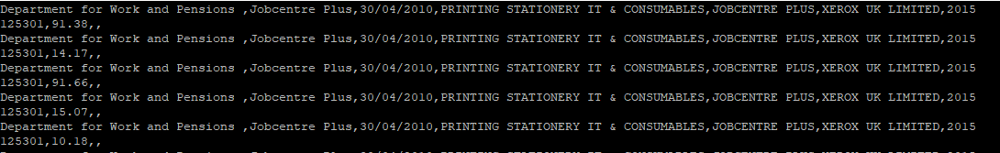 Department for Work and Pensions ,Jobcentre Plus,30/04/2010,PRINTING STATIONERY IT & CONSUMABLES,JOBCENTRE PLUS,XEROX UK LIMITED,2015
125301,91.38,,
Department for Work and Pensions ,Jobcentre Plus,30/04/2010,PRINTING STATIONERY IT & CONSUMABLES,JOBCENTRE PLUS,XEROX UK LIMITED,2015
125301,14.17,,
Department for Work and Pensions ,Jobcentre Plus,30/04/2010,PRINTING STATIONERY IT & CONSUMABLES,JOBCENTRE PLUS,XEROX UK LIMITED,2015
125301,91.66,,
Department for Work and Pensions ,Jobcentre Plus,30/04/2010,PRINTING STATIONERY IT & CONSUMABLES,JOBCENTRE PLUS,XEROX UK LIMITED,2015
125301,15.07,,
Department for Work and Pensions ,Jobcentre Plus,30/04/2010,PRINTING STATIONERY IT & CONSUMABLES,JOBCENTRE PLUS,XEROX UK LIMITED,2015
125301,10.18,,